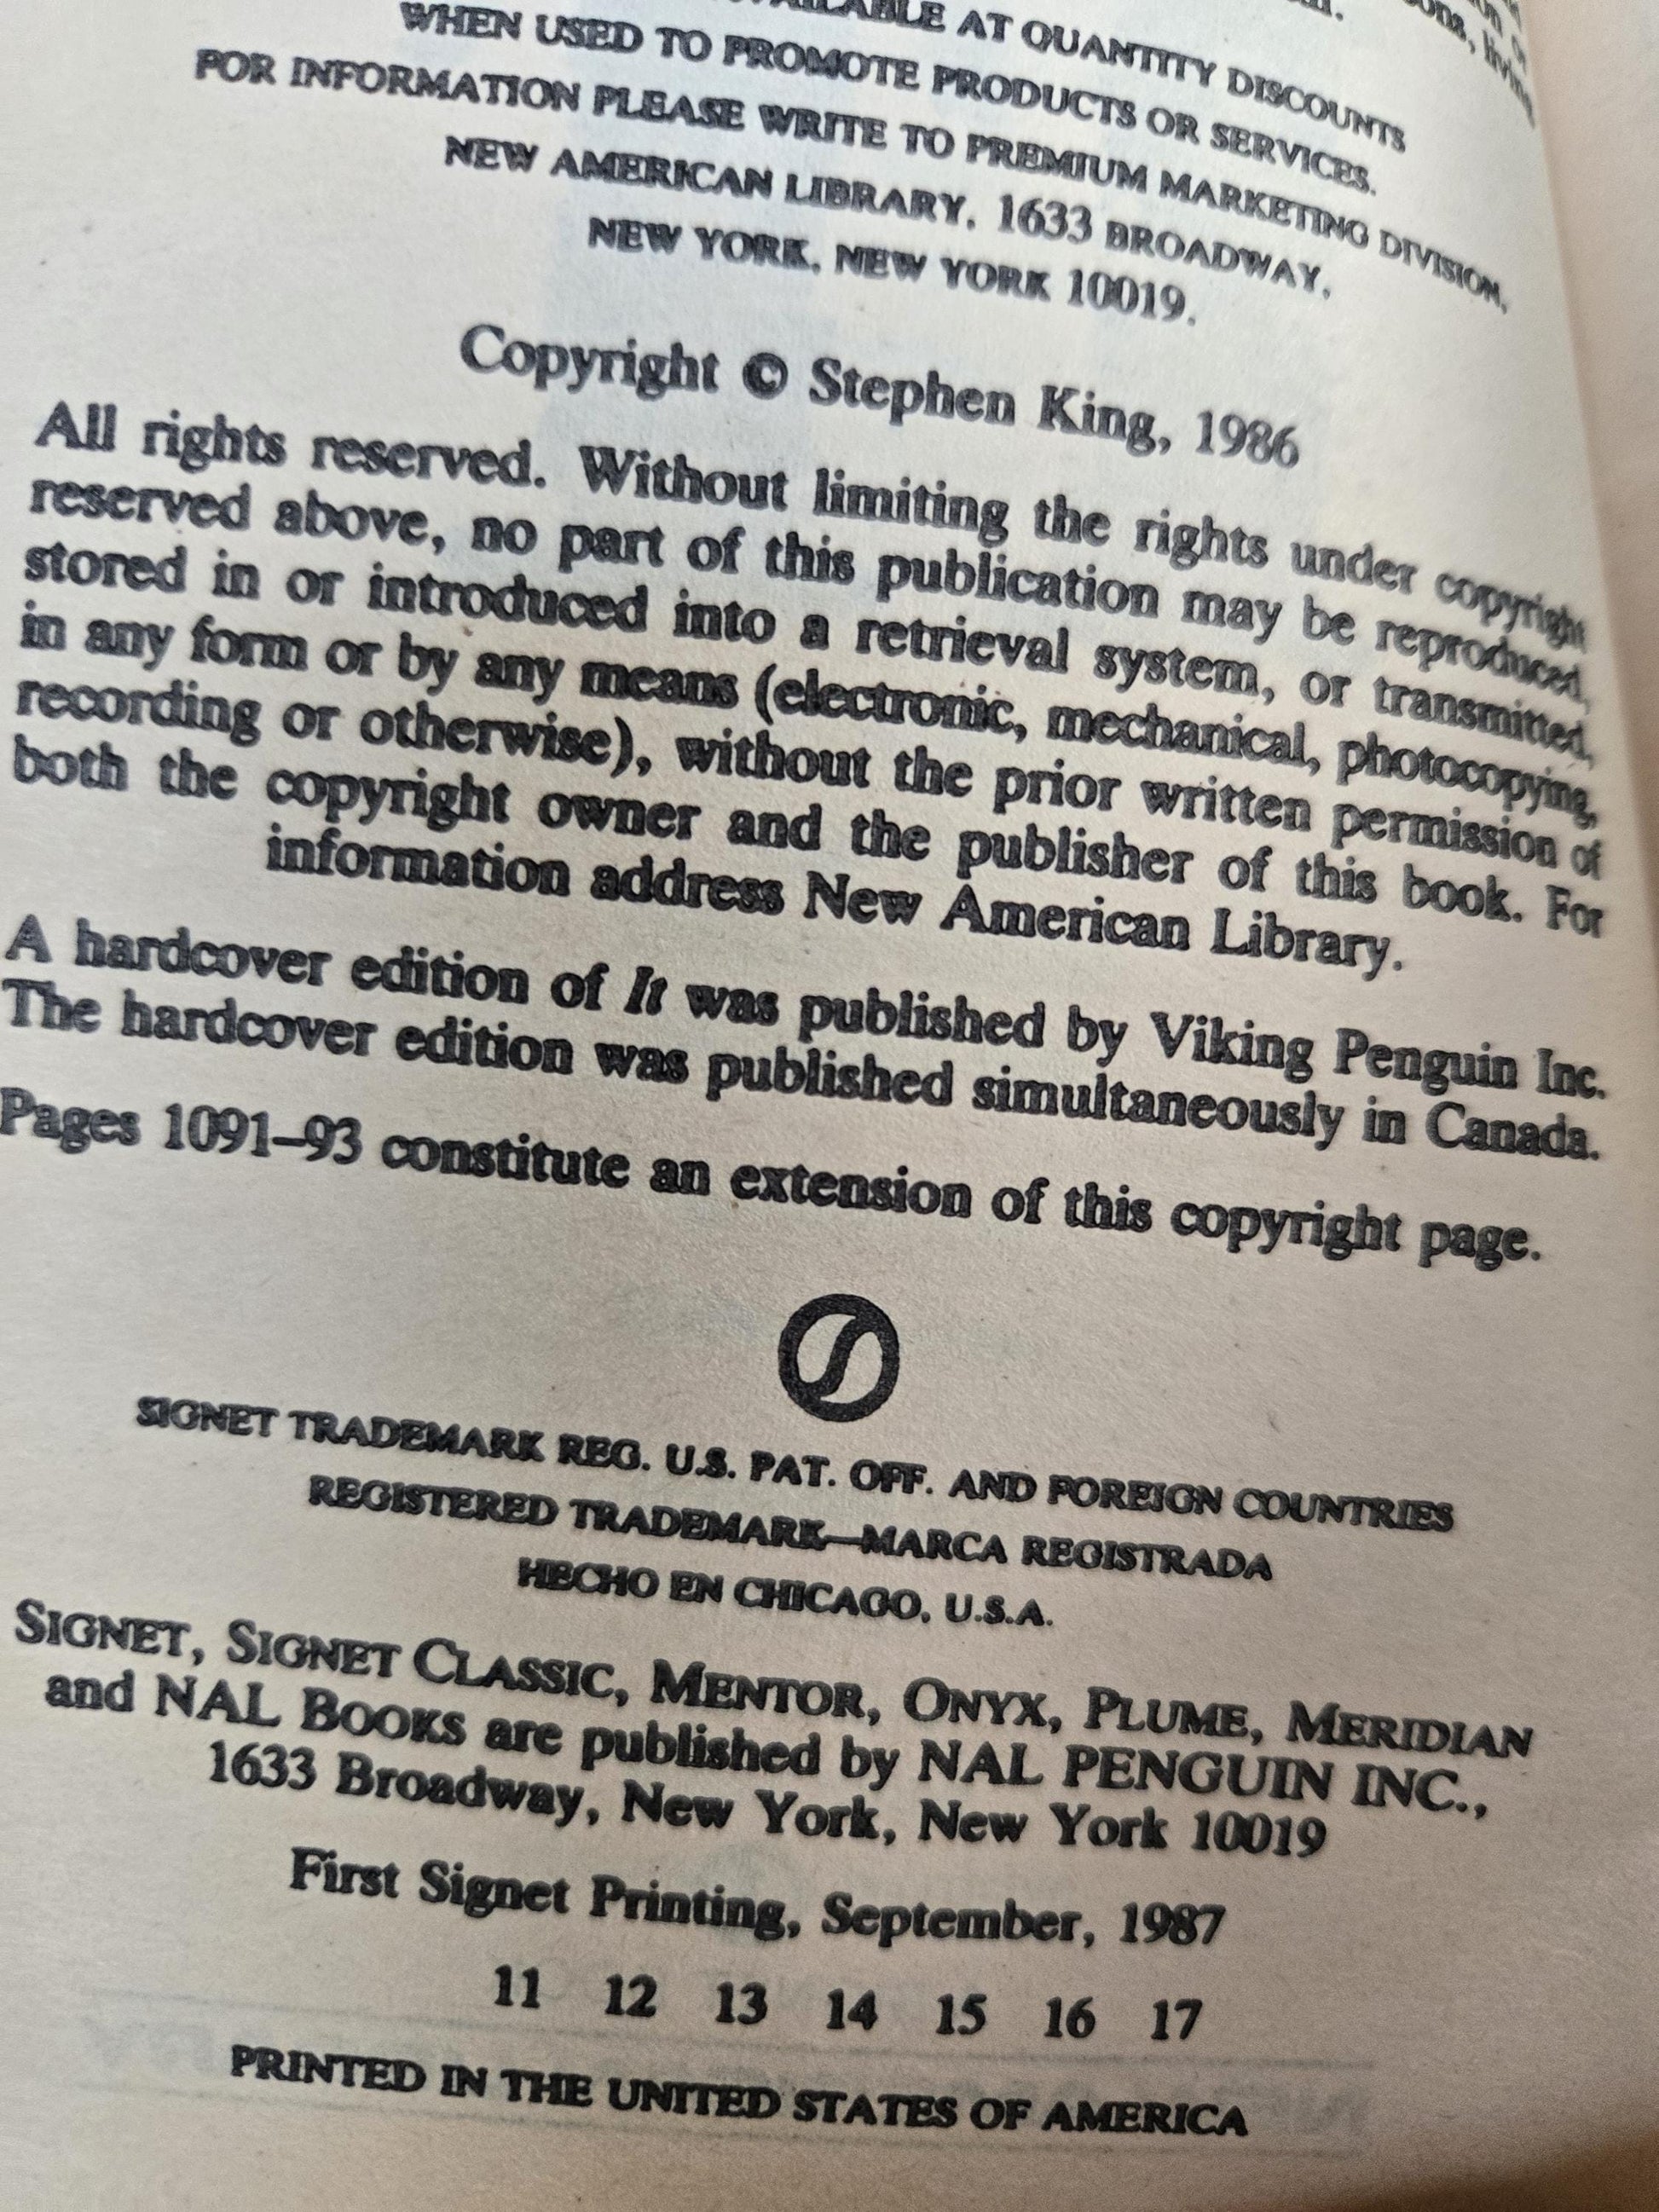 AVAILABLE AT QUANTITY DISCOUNTS
WHEN USED TO PROMOTE PRODUCTS OR SERVICES.
FOR INFORMATION PLEASE WRITE TO PREMIUM MARKETING DIVISION,
NEW AMERICAN LIBRARY, 1633 BROADWAY,
NEW YORK, NEW YORK 10019.
Copyright © Stephen King, 1986
All rights reserved. Without limiting the rights under copyright
reserved above, no part of this publication may be reproduced,
stored in or introduced into a retrieval system, or transmitted,
in any form or by any means (electronic, mechanical, photocopying,
recording or otherwise), without the prior written permission of
both the copyright owner and the publisher of this book. For
information address New American Library.
A hardcover edition of It was published by Viking Penguin Inc.
The hardcover edition was published simultaneously in Canada.
Pages 1091–93 constitute an extension of this copyright page.
SIGNET TRADEMARK REG. U.S. PAT. OFF. AND FOREIGN COUNTRIES
REGISTERED TRADEMARK—MARCA REGISTRADA
HECHO EN CHICAGO, U.S.A.
SIGNET, SIGNET CLASSIC, MENTOR, ONYX, PLUME, MERIDIAN
and NAL BOOKS are published by NAL PENGUIN INC.,
1633 Broadway, New York, New York 10019
First Signet Printing, September, 1987
11 12 13 14 15 16 17
PRINTED IN THE UNITED STATES OF AMERICA